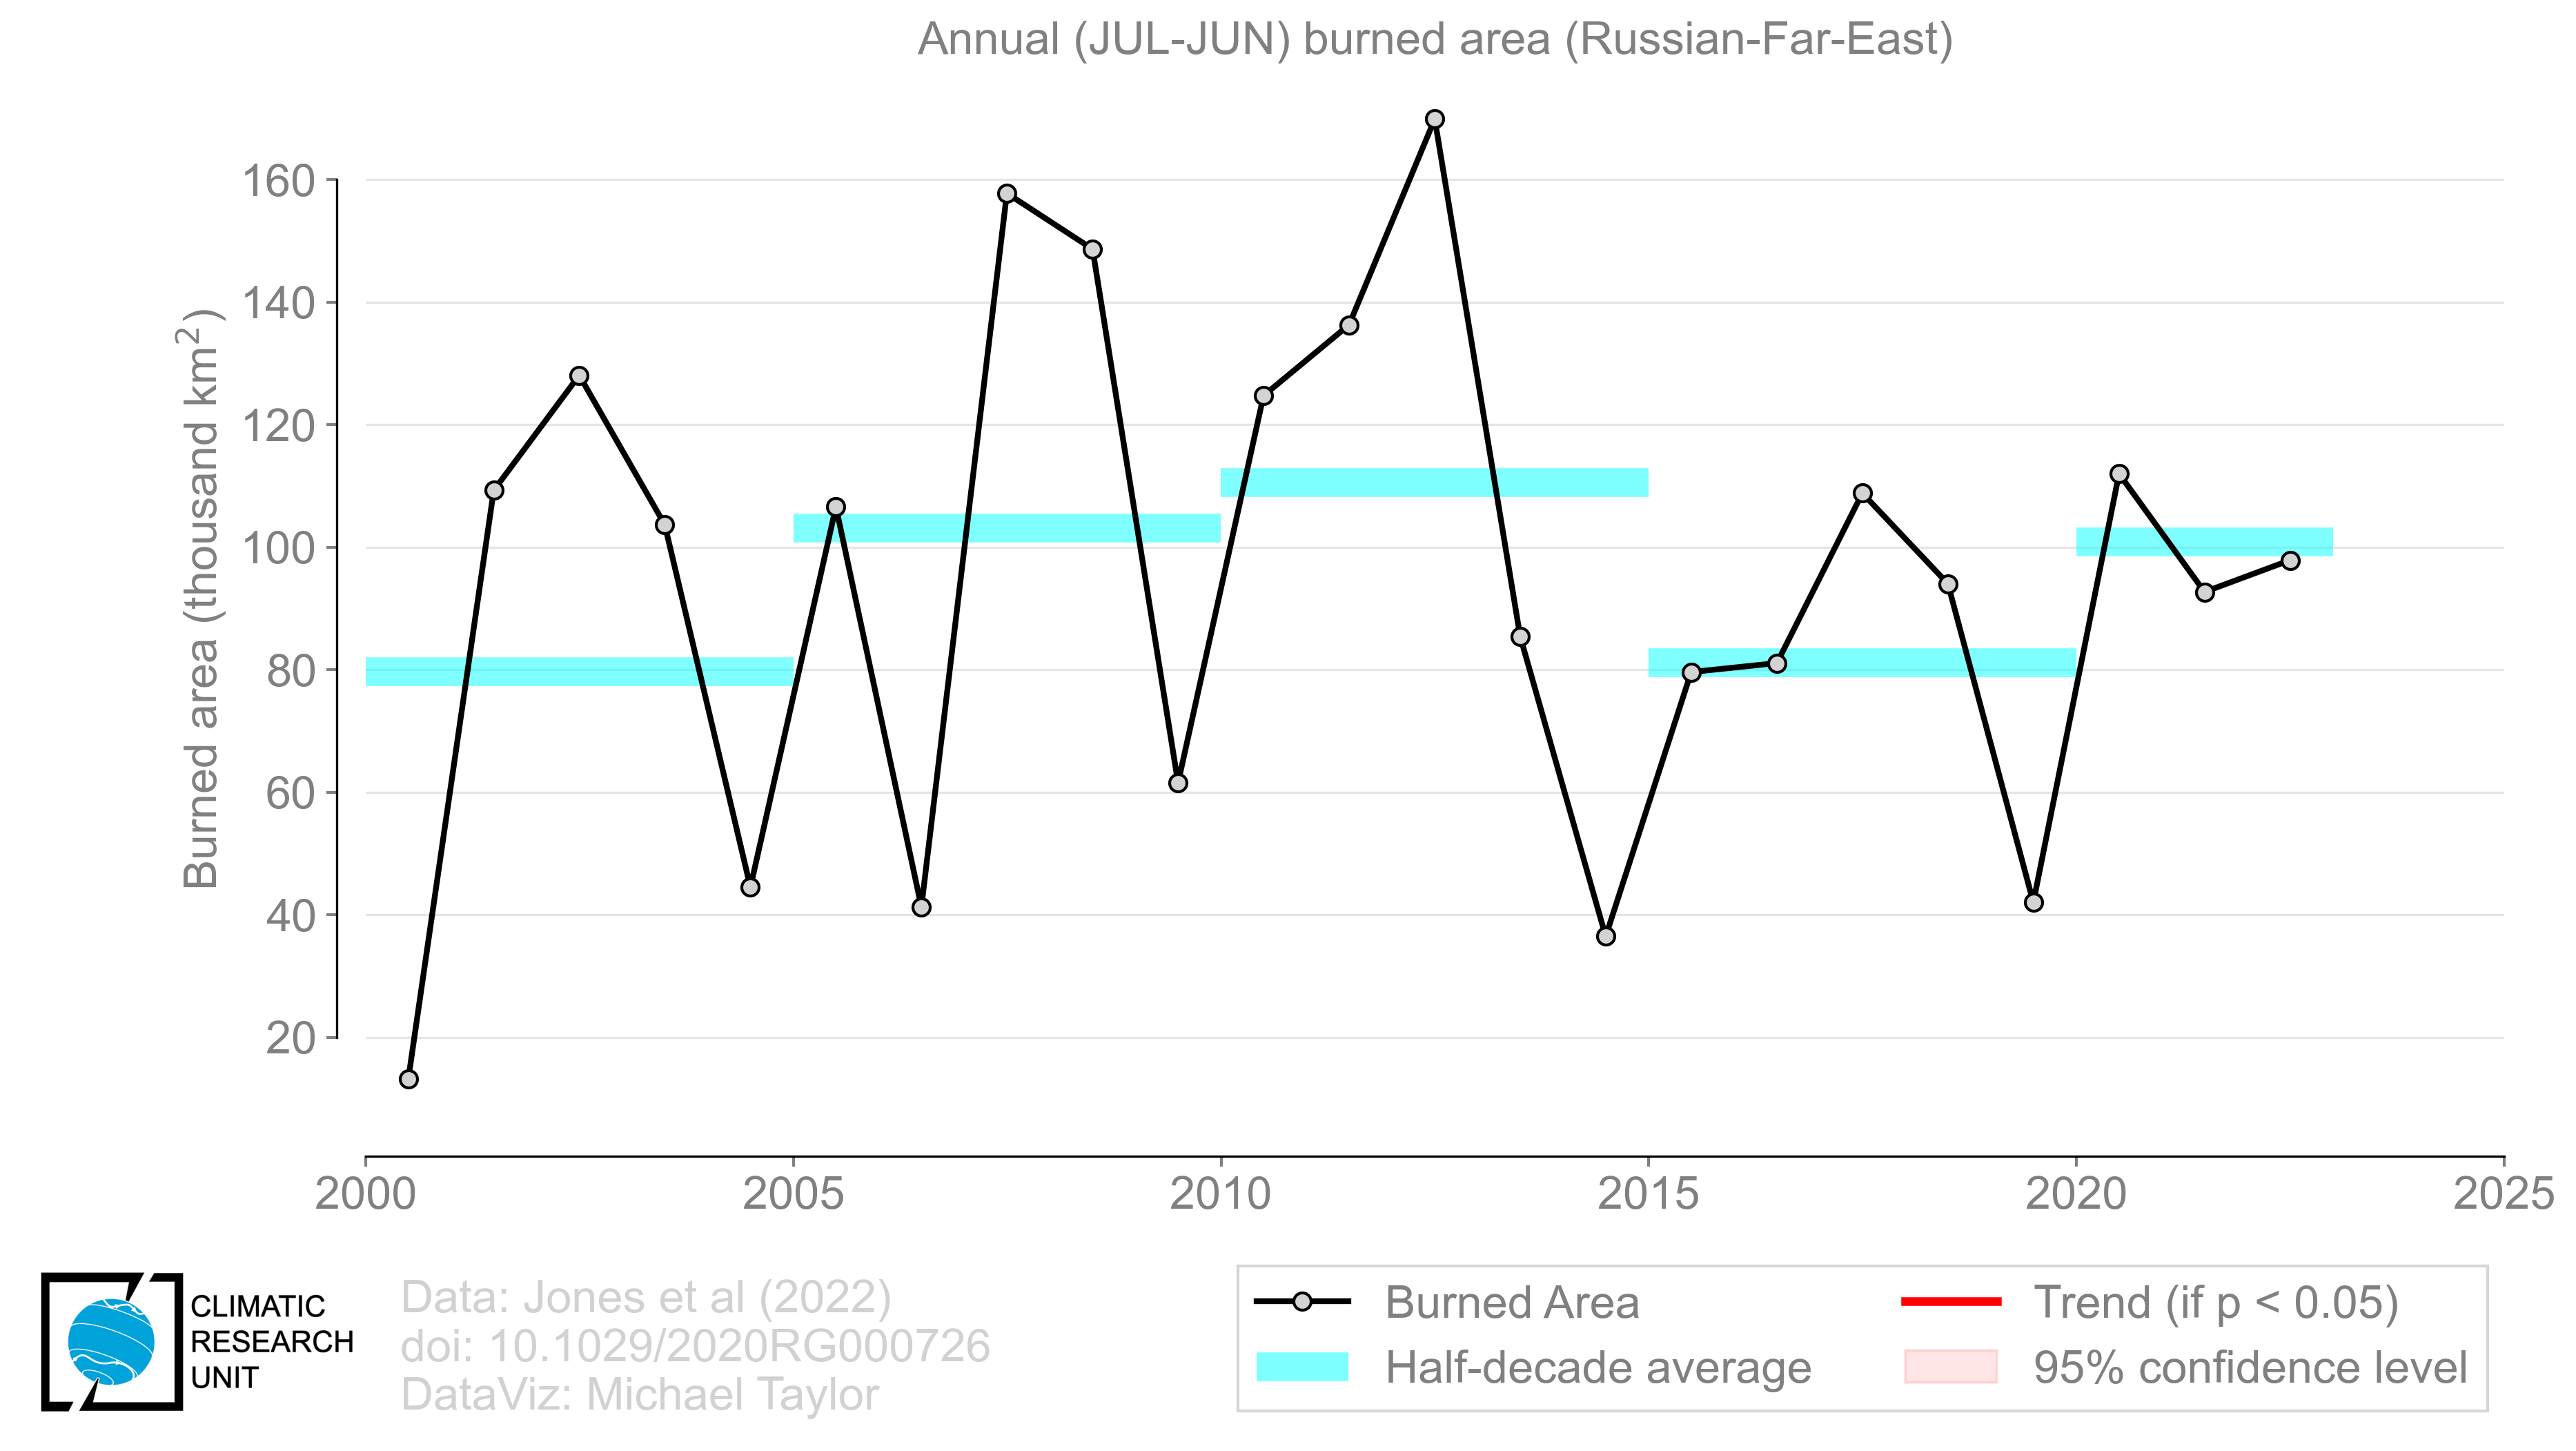 Annual (JUL-JUN) burned area (Russian-Far-East)
Burned area (thousand km²)
160
140
120
100
80
60
40
20
2000 2005 2010 2015 2020 2025
CLIMATIC
RESEARCH
UNIT
Data: Jones et al (2022)
doi: 10.1029/2020RG000726
DataViz: Michael Taylor
Burned Area
Half-decade average
Trend (if p < 0.05)
95% confidence level